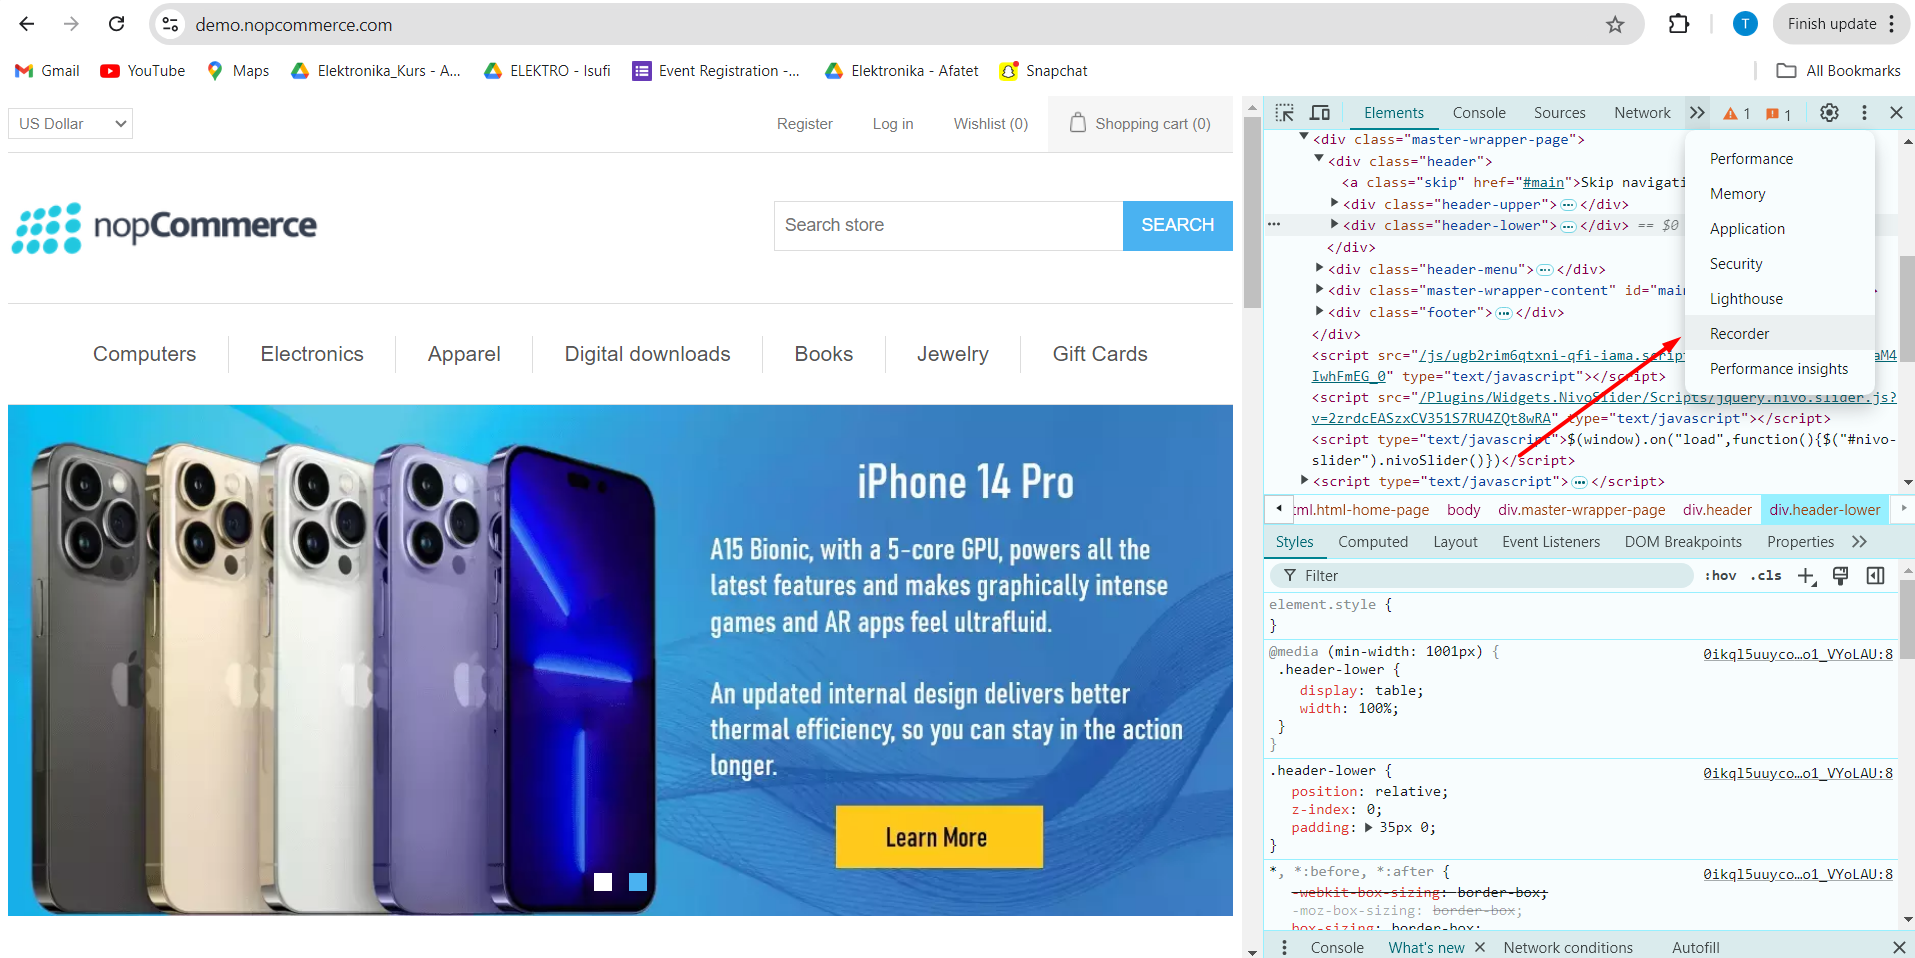 demo.nopcommerce.com
T
Finish update
Gmail
YouTube
Maps
Elektronika_Kurs - A...
ELEKTRO - Isufi
Event Registration -...
Elektronika - Afatet
Snapchat
All Bookmarks
US Dollar
Register
Log in
Wishlist (0)
Shopping cart (0)
nopCommerce
Search store
SEARCH
Computers
Electronics
Apparel
Digital downloads
Books
Jewelry
Gift Cards
iPhone 14 Pro
A15 Bionic, with a 5-core GPU, powers all the
latest features and makes graphically intense
games and AR apps feel ultrafluid.
An updated internal design delivers better
thermal efficiency, so you can stay in the action
longer.
Learn More
Elements
Console
Sources
Network
1
1
<div class="master-wrapper-page">
<div class="header">
<a class="skip" href="#main">Skip navigati
<div class="header-upper">…</div>
<div class="header-lower">…</div> == $0
</div>
<div class="header-menu">…</div>
<div class="master-wrapper-content" id="mai
<div class="footer">…</div>
</div>
<script src="/js/ugb2rim6qtxni-qfi-iama.scrip aM4
IwhFmEG_0" type="text/javascript"></script>
<script src="/Plugins/Widgets.NivoSlider/Scripts/jquery.nivo.slider.js?
v=2zrdcEASzxCV351S7RU4ZQt8wRA" type="text/javascript"></script>
<script type="text/javascript">$(window).on("load",function(){$("#nivo-
slider").nivoSlider()})</script>
<script type="text/javascript">…</script>
Performance
Memory
Application
Security
Lighthouse
Recorder
Performance insights
tml.html-home-page
body
div.master-wrapper-page
div.header
div.header-lower
Styles
Computed
Layout
Event Listeners
DOM Breakpoints
Properties
Filter
:hov
.cls
element.style {
}
@media (min-width: 1001px) {
0ikql5uuyco…o1_VYoLAU:8
.header-lower {
display: table;
width: 100%;
}
}
.header-lower {
0ikql5uuyco…o1_VYoLAU:8
position: relative;
z-index: 0;
padding: 35px 0;
}
*, *:before, *:after {
0ikql5uuyco…o1_VYoLAU:8
-webkit-box-sizing: border-box;
-moz-box-sizing: border-box;
box-sizing: border-box;
Console
What's new
Network conditions
Autofill